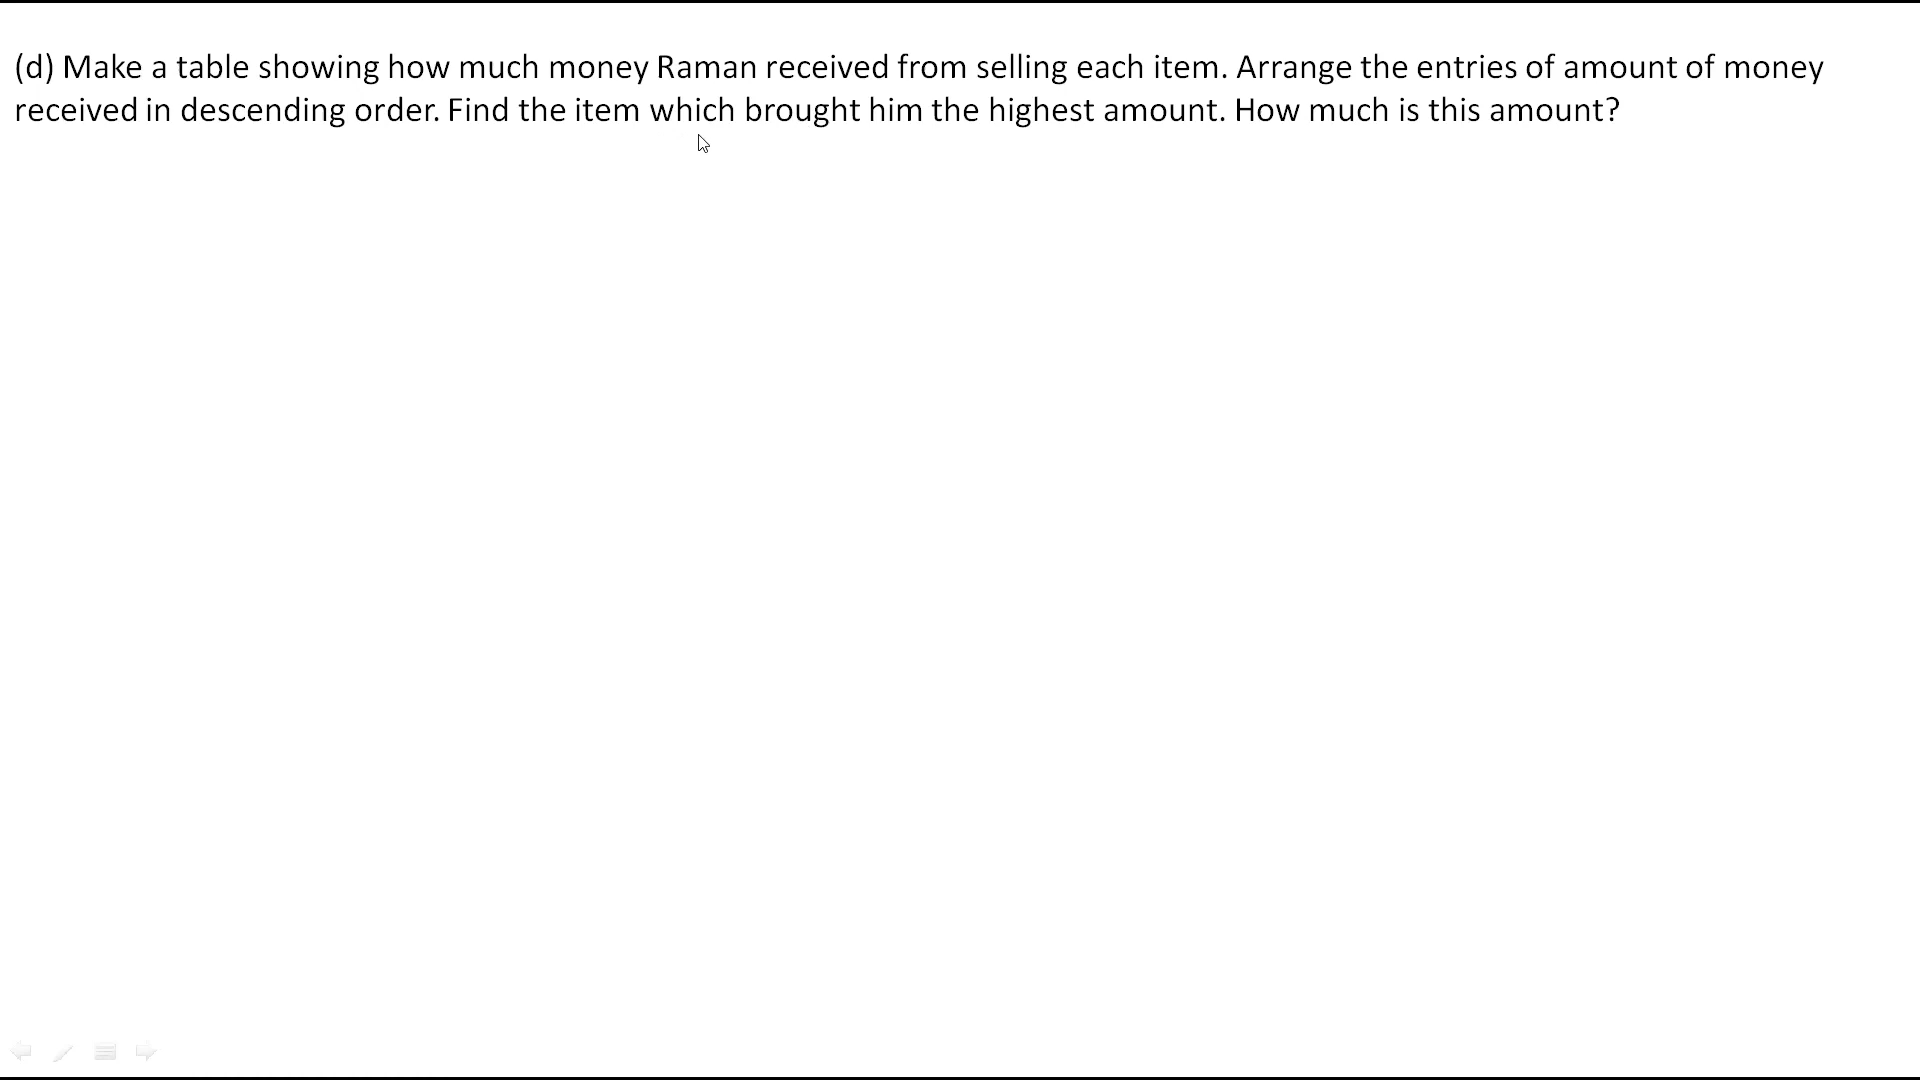 (d) Make a table showing how much money Raman received from selling each item. Arrange the entries of amount of money
received in descending order. Find the item which brought him the highest amount. How much is this amount?